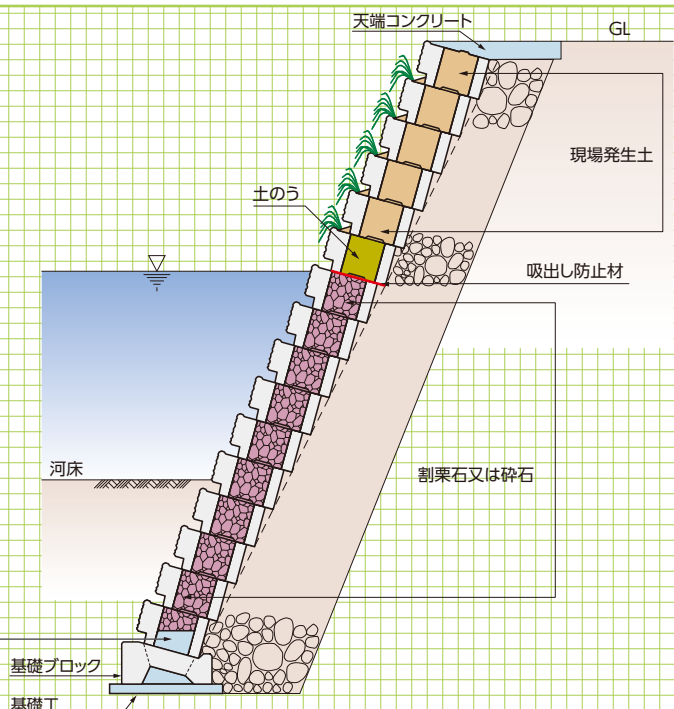 天端コンクリート
GL
現場発生土
土のう
吸出し防止材
河床
割栗石又は砕石
基礎ブロック
基礎工